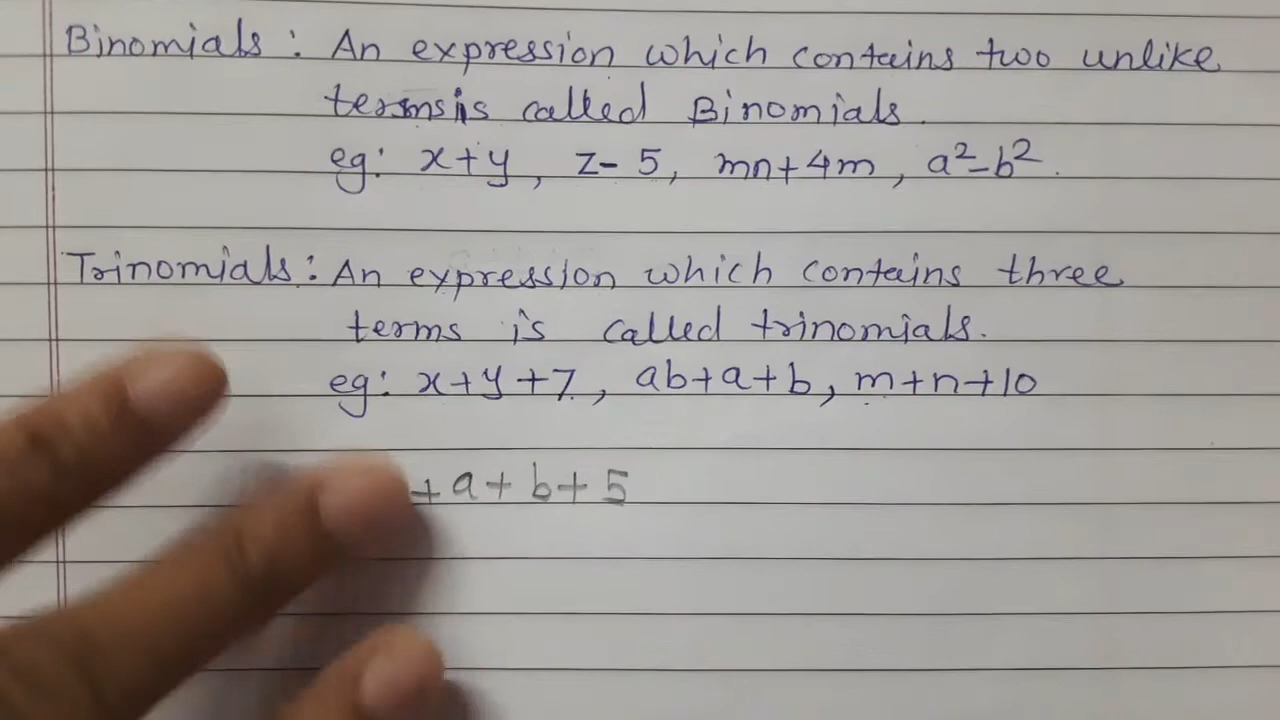 Binomials : An expression which contains two unlike
terms is called Binomials.
eg: x+y, z-5, mn+4m, a²-b².
Trinomials : An expression which contains three
terms is called trinomials.
eg: x+y+7, ab+a+b, m+n+10
+a+b+5